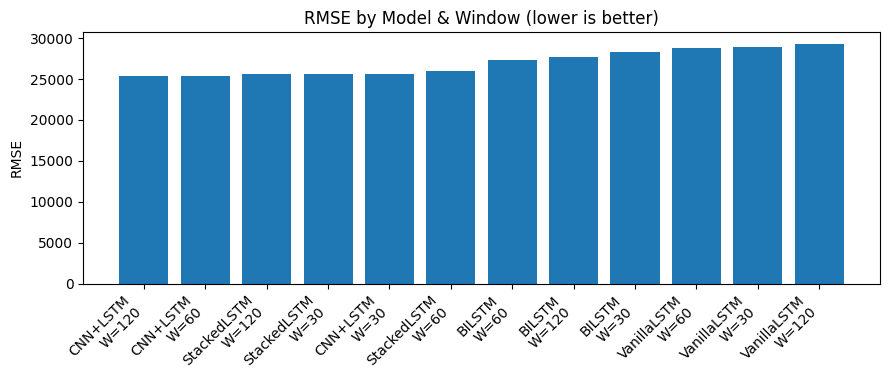 RMSE by Model & Window (lower is better)
RMSE
30000
25000
20000
15000
10000
5000
0
CNN+LSTM
W=120
CNN+LSTM
W=60
StackedLSTM
W=120
StackedLSTM
W=30
CNN+LSTM
W=30
StackedLSTM
W=60
BILSTM
W=60
BILSTM
W=120
BILSTM
W=30
VanillaLSTM
W=60
VanillaLSTM
W=30
VanillaLSTM
W=120